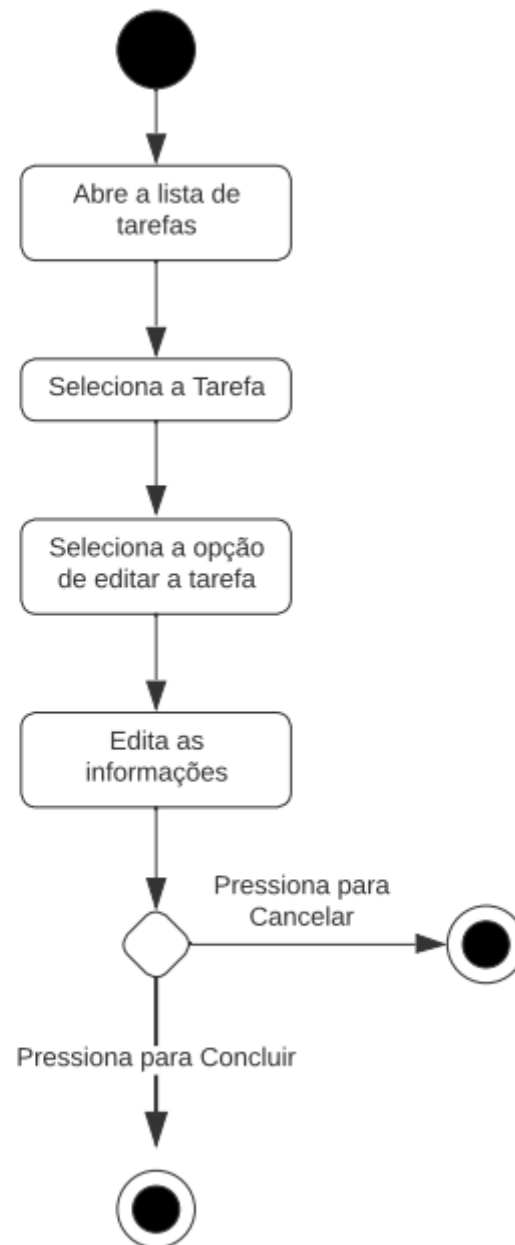 Abre a lista de
tarefas
Seleciona a Tarefa
Seleciona a opção
de editar a tarefa
Edita as
informações
Pressiona para
Cancelar
Pressiona para Concluir